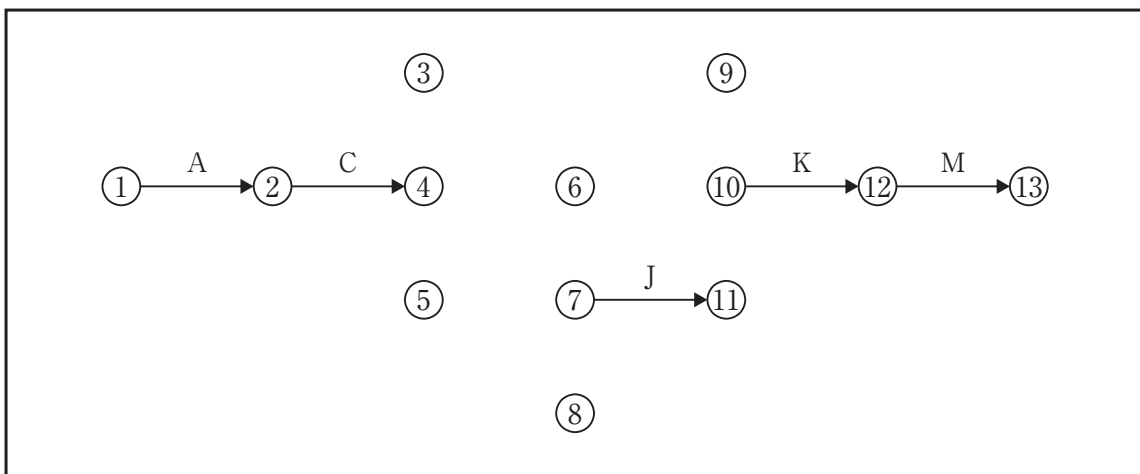 ③ ⑨
A C K M
① ② ④ ⑥ ⑩ ⑫ ⑬
J
⑤ ⑦ ⑪
⑧